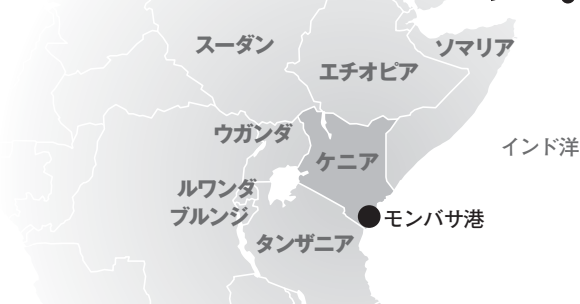 スーダン
ソマリア
エチオピア
ウガンダ
インド洋
ケニア
ルワンダ
ブルンジ
モンバサ港
タンザニア